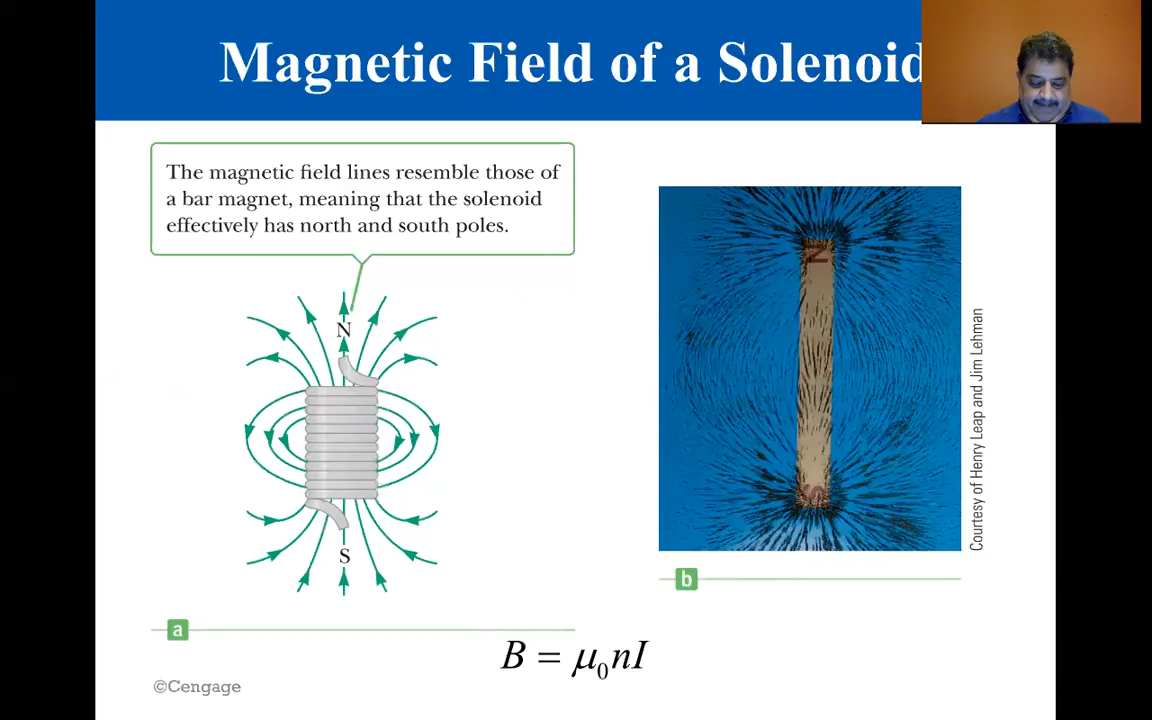 Magnetic Field of a Solenoid
The magnetic field lines resemble those of
a bar magnet, meaning that the solenoid
effectively has north and south poles.
N
S
a
N
S
Courtesy of Henry Leap and Jim Lehman
b
B = μ₀nI
©Cengage